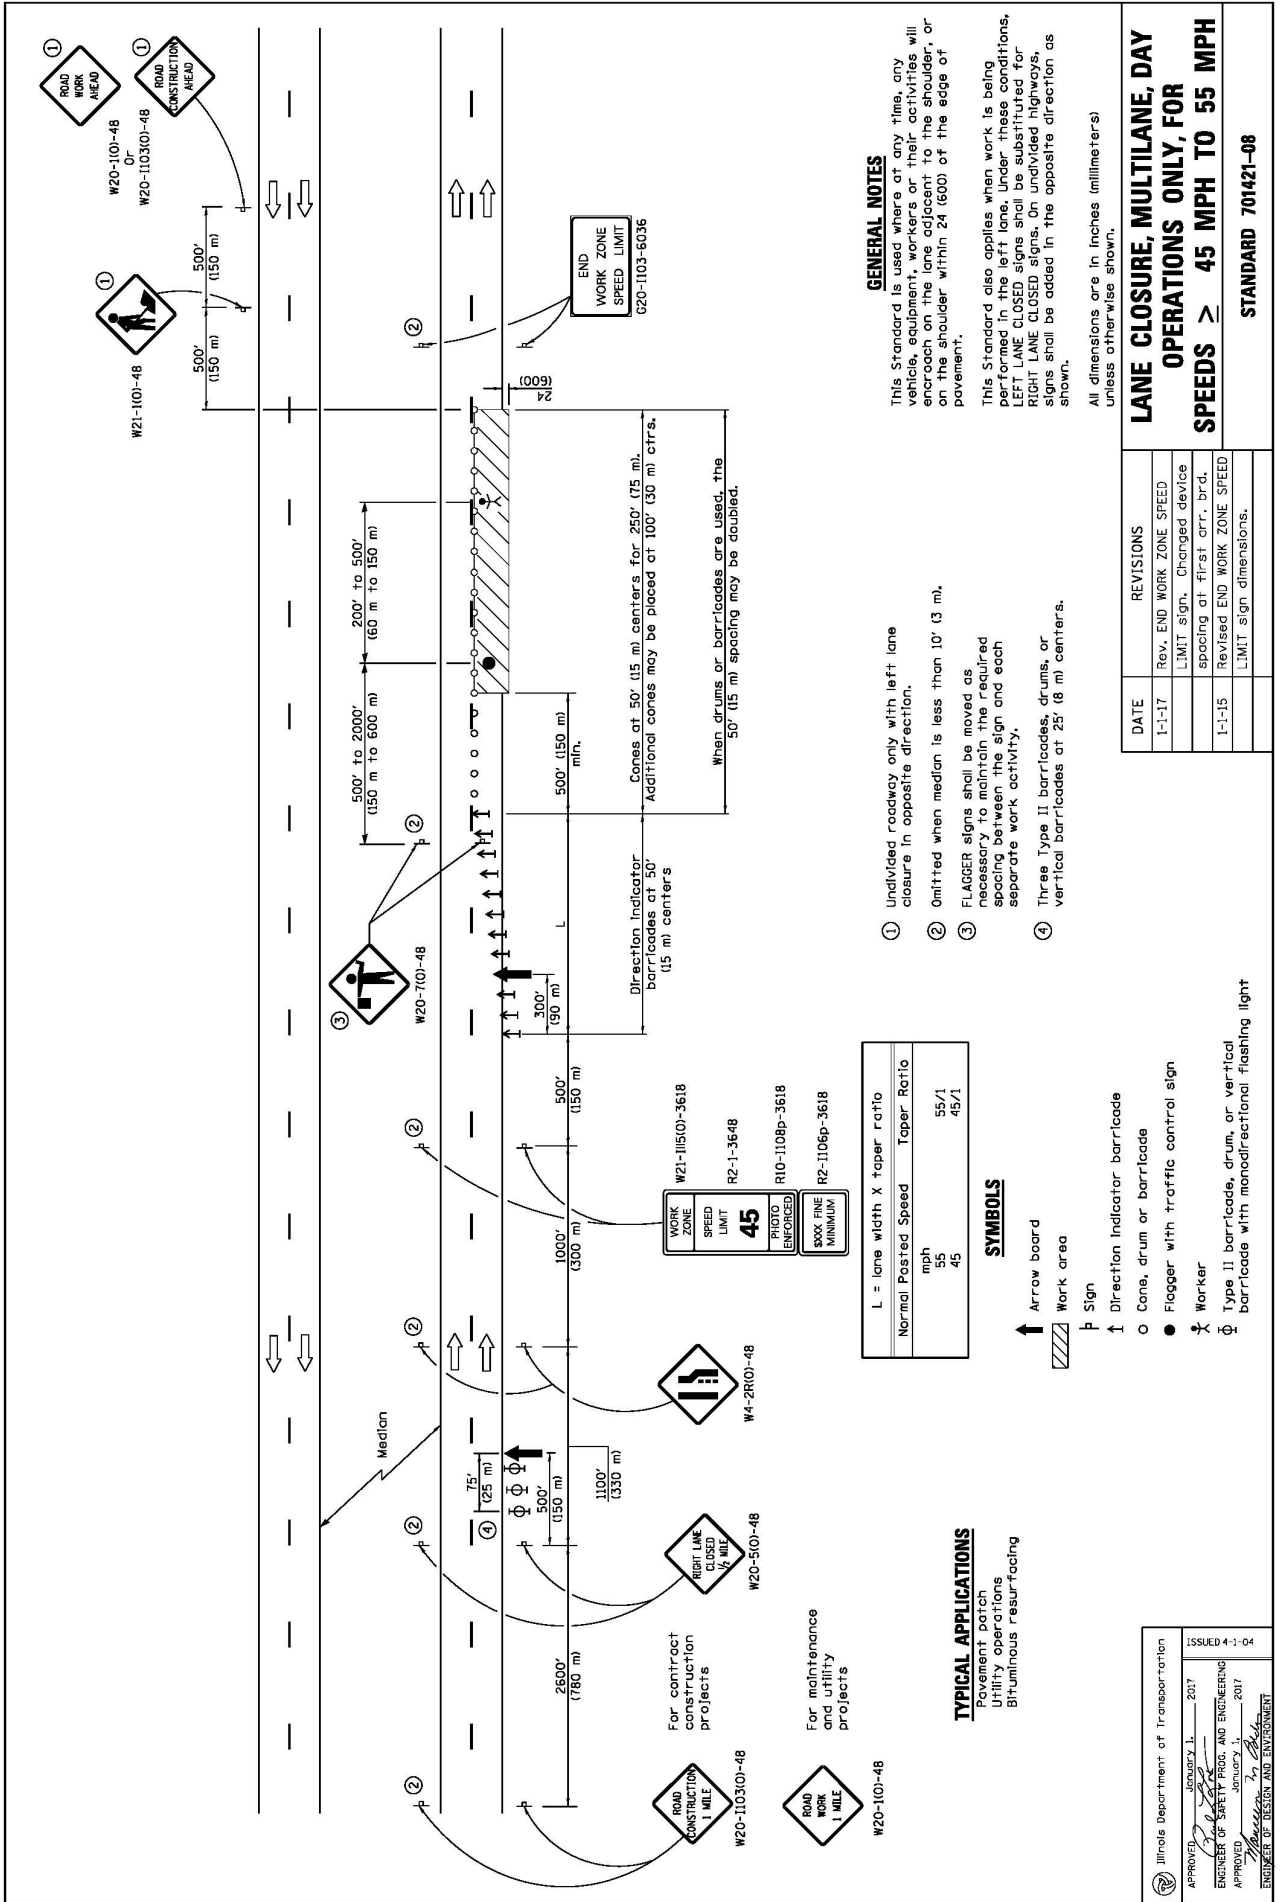 ROAD
WORK
AHEAD
①
W20-1(O)-48
Or
W20-I103(O)-48
ROAD
CONSTRUCTION
AHEAD
①
①
W21-1(O)-48
500'
(150 m)
500'
(150 m)
②
END
WORK ZONE
SPEED LIMIT
G20-I103-6036
24
(600)
200' to 500'
(60 m to 150 m)
500' to 2000'
(150 m to 600 m)
②
③
W20-7(O)-48
500' (150 m)
min.
Cones at 50' (15 m) centers for 250' (75 m).
Additional cones may be placed at 100' (30 m) ctrs.
When drums or barricades are used, the
50' (15 m) spacing may be doubled.
L
Direction indicator
barricades at 50'
(15 m) centers
300'
(90 m)
500'
(150 m)
②
1000'
(300 m)
WORK
ZONE
SPEED
LIMIT
45
PHOTO
ENFORCED
$XXX FINE
MINIMUM
W21-I115(O)-3618
R2-1-3648
R10-I108p-3618
R2-I106p-3618
②
W4-2R(O)-48
Median
75'
(25 m)
④
500'
(150 m)
1100'
(330 m)
②
RIGHT LANE
CLOSED
1/2 MILE
W20-5(O)-48
2600'
(780 m)
②
ROAD
CONSTRUCTION
1 MILE
W20-I103(O)-48
For contract
construction
projects
ROAD
WORK
1 MILE
W20-1(O)-48
For maintenance
and utility
projects
TYPICAL APPLICATIONS
Pavement patch
Utility operations
Bituminous resurfacing
L = lane width X taper ratio
Normal Posted Speed Taper Ratio
mph
55 55/1
45 45/1
SYMBOLS
Arrow board
Work area
Sign
Direction indicator barricade
Cone, drum or barricade
Flagger with traffic control sign
Worker
Type II barricade, drum, or vertical
barricade with monodirectional flashing light
① Undivided roadway only with left lane
closure in opposite direction.
② Omitted when median is less than 10' (3 m).
③ FLAGGER signs shall be moved as
necessary to maintain the required
spacing between the sign and each
separate work activity.
④ Three Type II barricades, drums, or
vertical barricades at 25' (8 m) centers.
GENERAL NOTES
This Standard is used where at any time, any
vehicle, equipment, workers or their activities will
encroach on the lane adjacent to the shoulder, or
on the shoulder within 24 (600) of the edge of
pavement.
This Standard also applies when work is being
performed in the left lane. Under these conditions,
LEFT LANE CLOSED signs shall be substituted for
RIGHT LANE CLOSED signs. On undivided highways,
signs shall be added in the opposite direction as
shown.
All dimensions are in inches (millimeters)
unless otherwise shown.
Illinois Department of Transportation
APPROVED January 1, 2017
ENGINEER OF SAFETY PROG. AND ENGINEERING
APPROVED January 1, 2017
ENGINEER OF DESIGN AND ENVIRONMENT
ISSUED 4-1-04
DATE REVISIONS
1-1-17 Rev. END WORK ZONE SPEED
LIMIT sign. Changed device
spacing at first arr. brd.
1-1-15 Revised END WORK ZONE SPEED
LIMIT sign dimensions.
LANE CLOSURE, MULTILANE, DAY
OPERATIONS ONLY, FOR
SPEEDS ≥ 45 MPH TO 55 MPH
STANDARD 701421-08